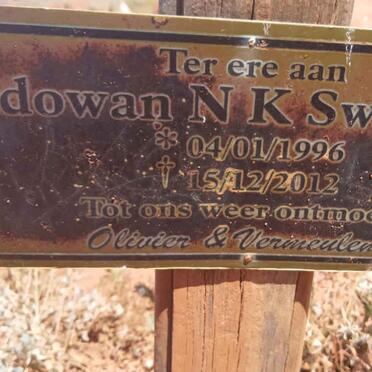 Ter ere aan
dowan N K Sw
* 04/01/1996
† 15/12/2012
Tot ons weer ontmoe
Olivier & Vermeulen